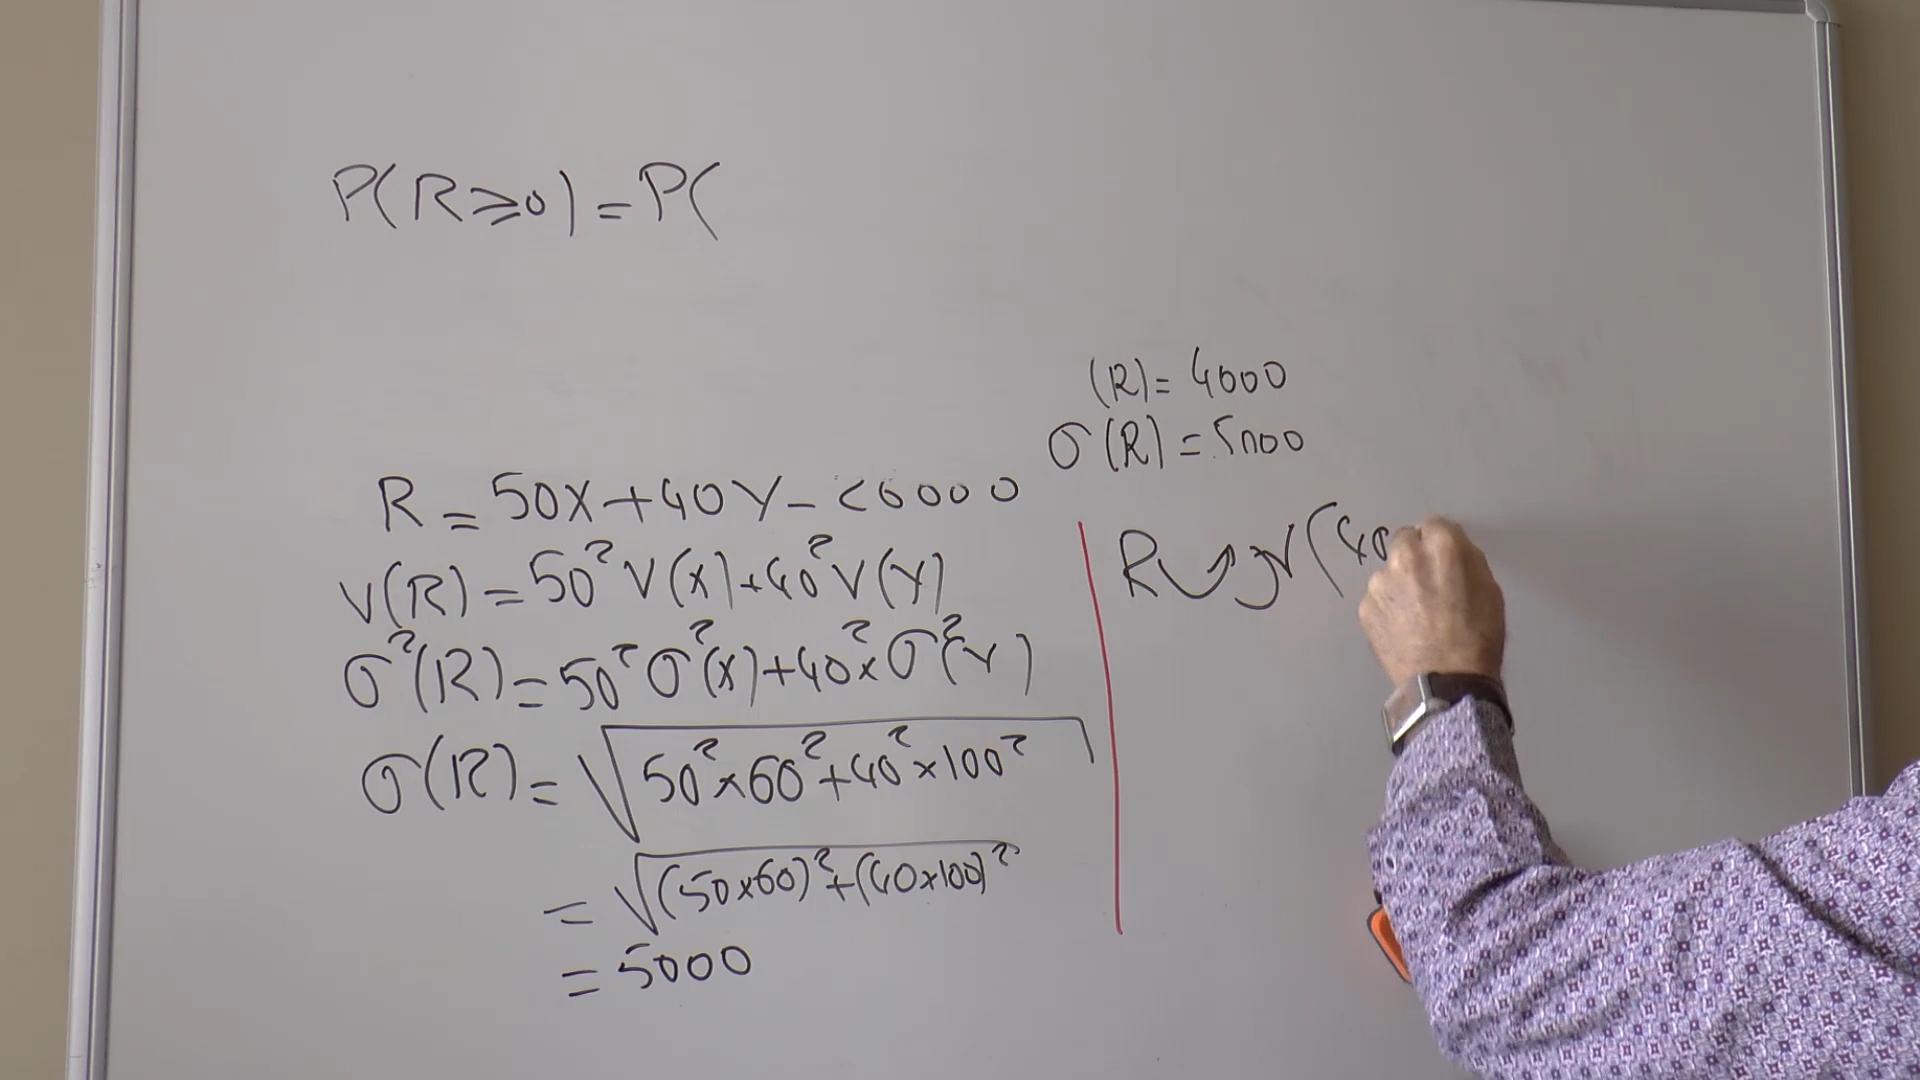 P(R⩾0)=P(
(R)=4000
σ(R)=5000
R=50X+40Y-26000
V(R)=50²V(X)+40²V(Y)
σ²(R)=50²σ²(X)+40²×σ²(Y)
σ(R)=√50²×60²+40²×100²
=√(50×60)²+(40×100)²
=5000
R↝N(40